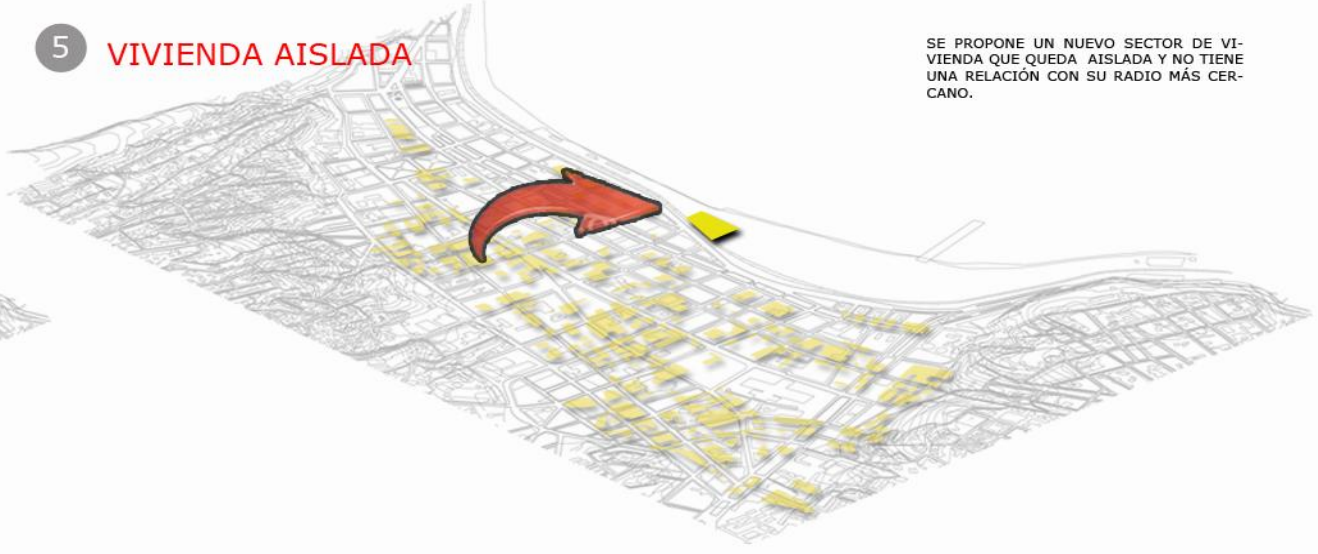 5 VIVIENDA AISLADA
SE PROPONE UN NUEVO SECTOR DE VI-
VIENDA QUE QUEDA AISLADA Y NO TIENE
UNA RELACIÓN CON SU RADIO MÁS CER-
CANO.